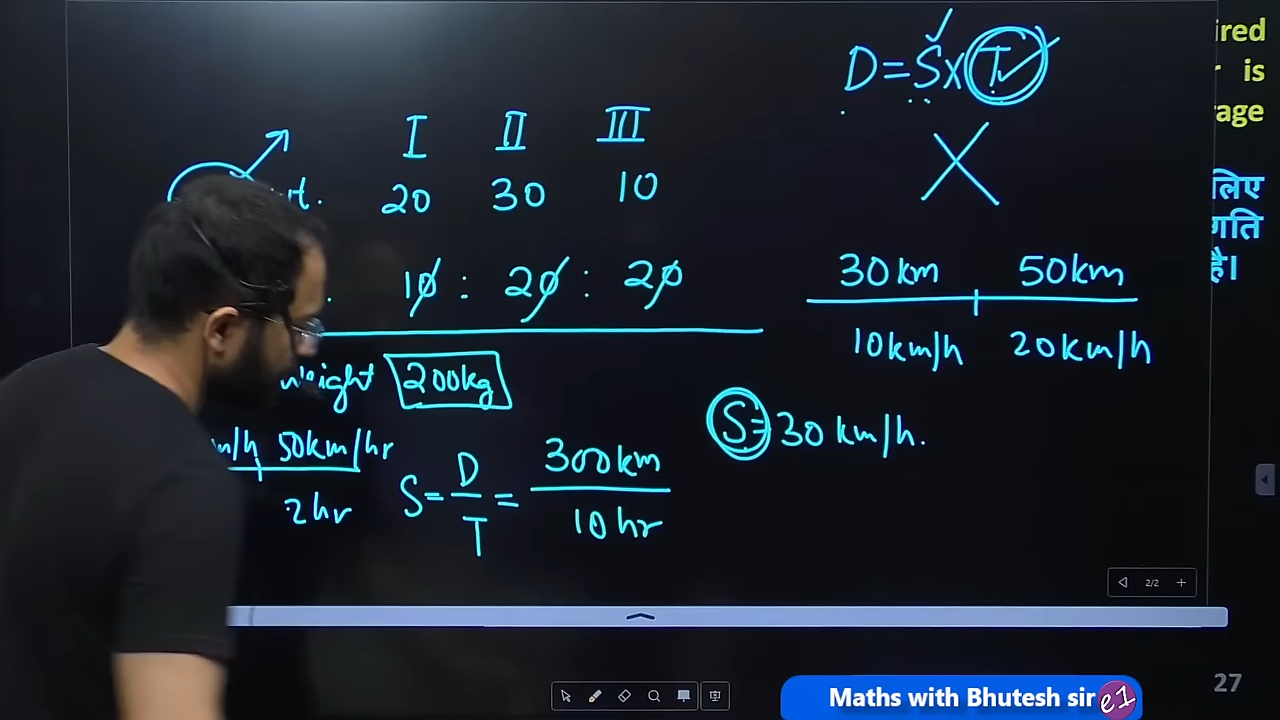 D = S x T
ired
r is
rage
I II III
t. 20 30 10
10 : 20 : 20
लिए
गति
है।
30 km 50 km
10 km/h 20 km/h
weight 200kg
S = 30 km/h.
m/h 50 km/hr
2 hr
S = D/T = 300 km/10 hr
2/2
27
Maths with Bhutesh sir e1